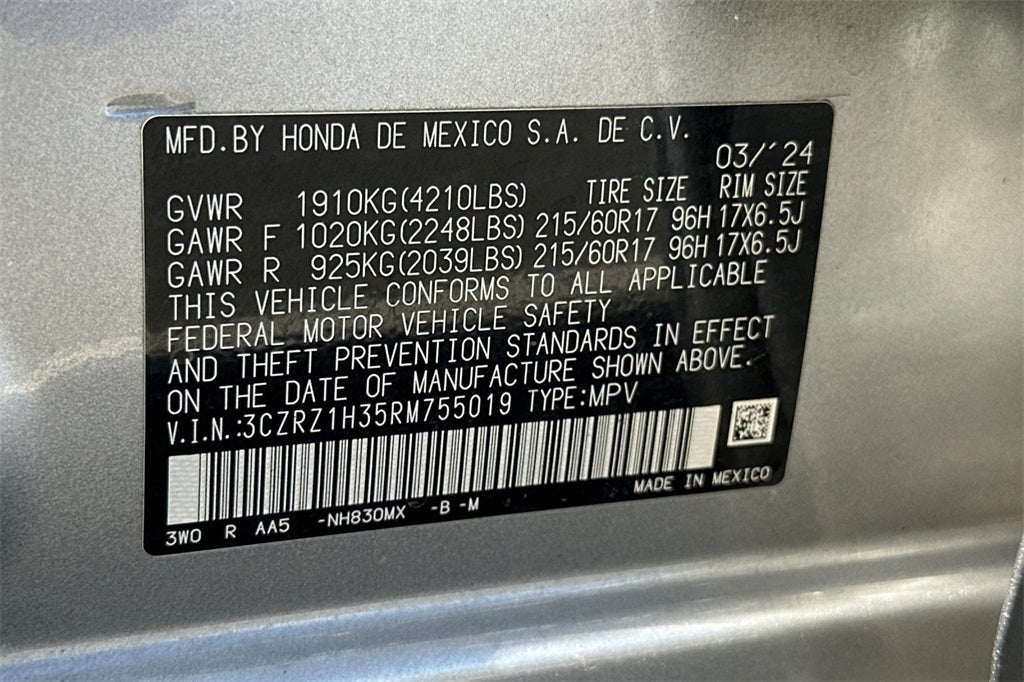 MFD.BY HONDA DE MEXICO S.A. DE C.V.
03/´24
GVWR 1910KG(4210LBS) TIRE SIZE RIM SIZE
GAWR F 1020KG(2248LBS) 215/60R17 96H 17X6.5J
GAWR R 925KG(2039LBS) 215/60R17 96H 17X6.5J
THIS VEHICLE CONFORMS TO ALL APPLICABLE
FEDERAL MOTOR VEHICLE SAFETY
AND THEFT PREVENTION STANDARDS IN EFFECT
ON THE DATE OF MANUFACTURE SHOWN ABOVE.
V.I.N.:3CZRZ1H35RM755019 TYPE:MPV
MADE IN MEXICO
3W0 R AA5 -NH830MX -B -M